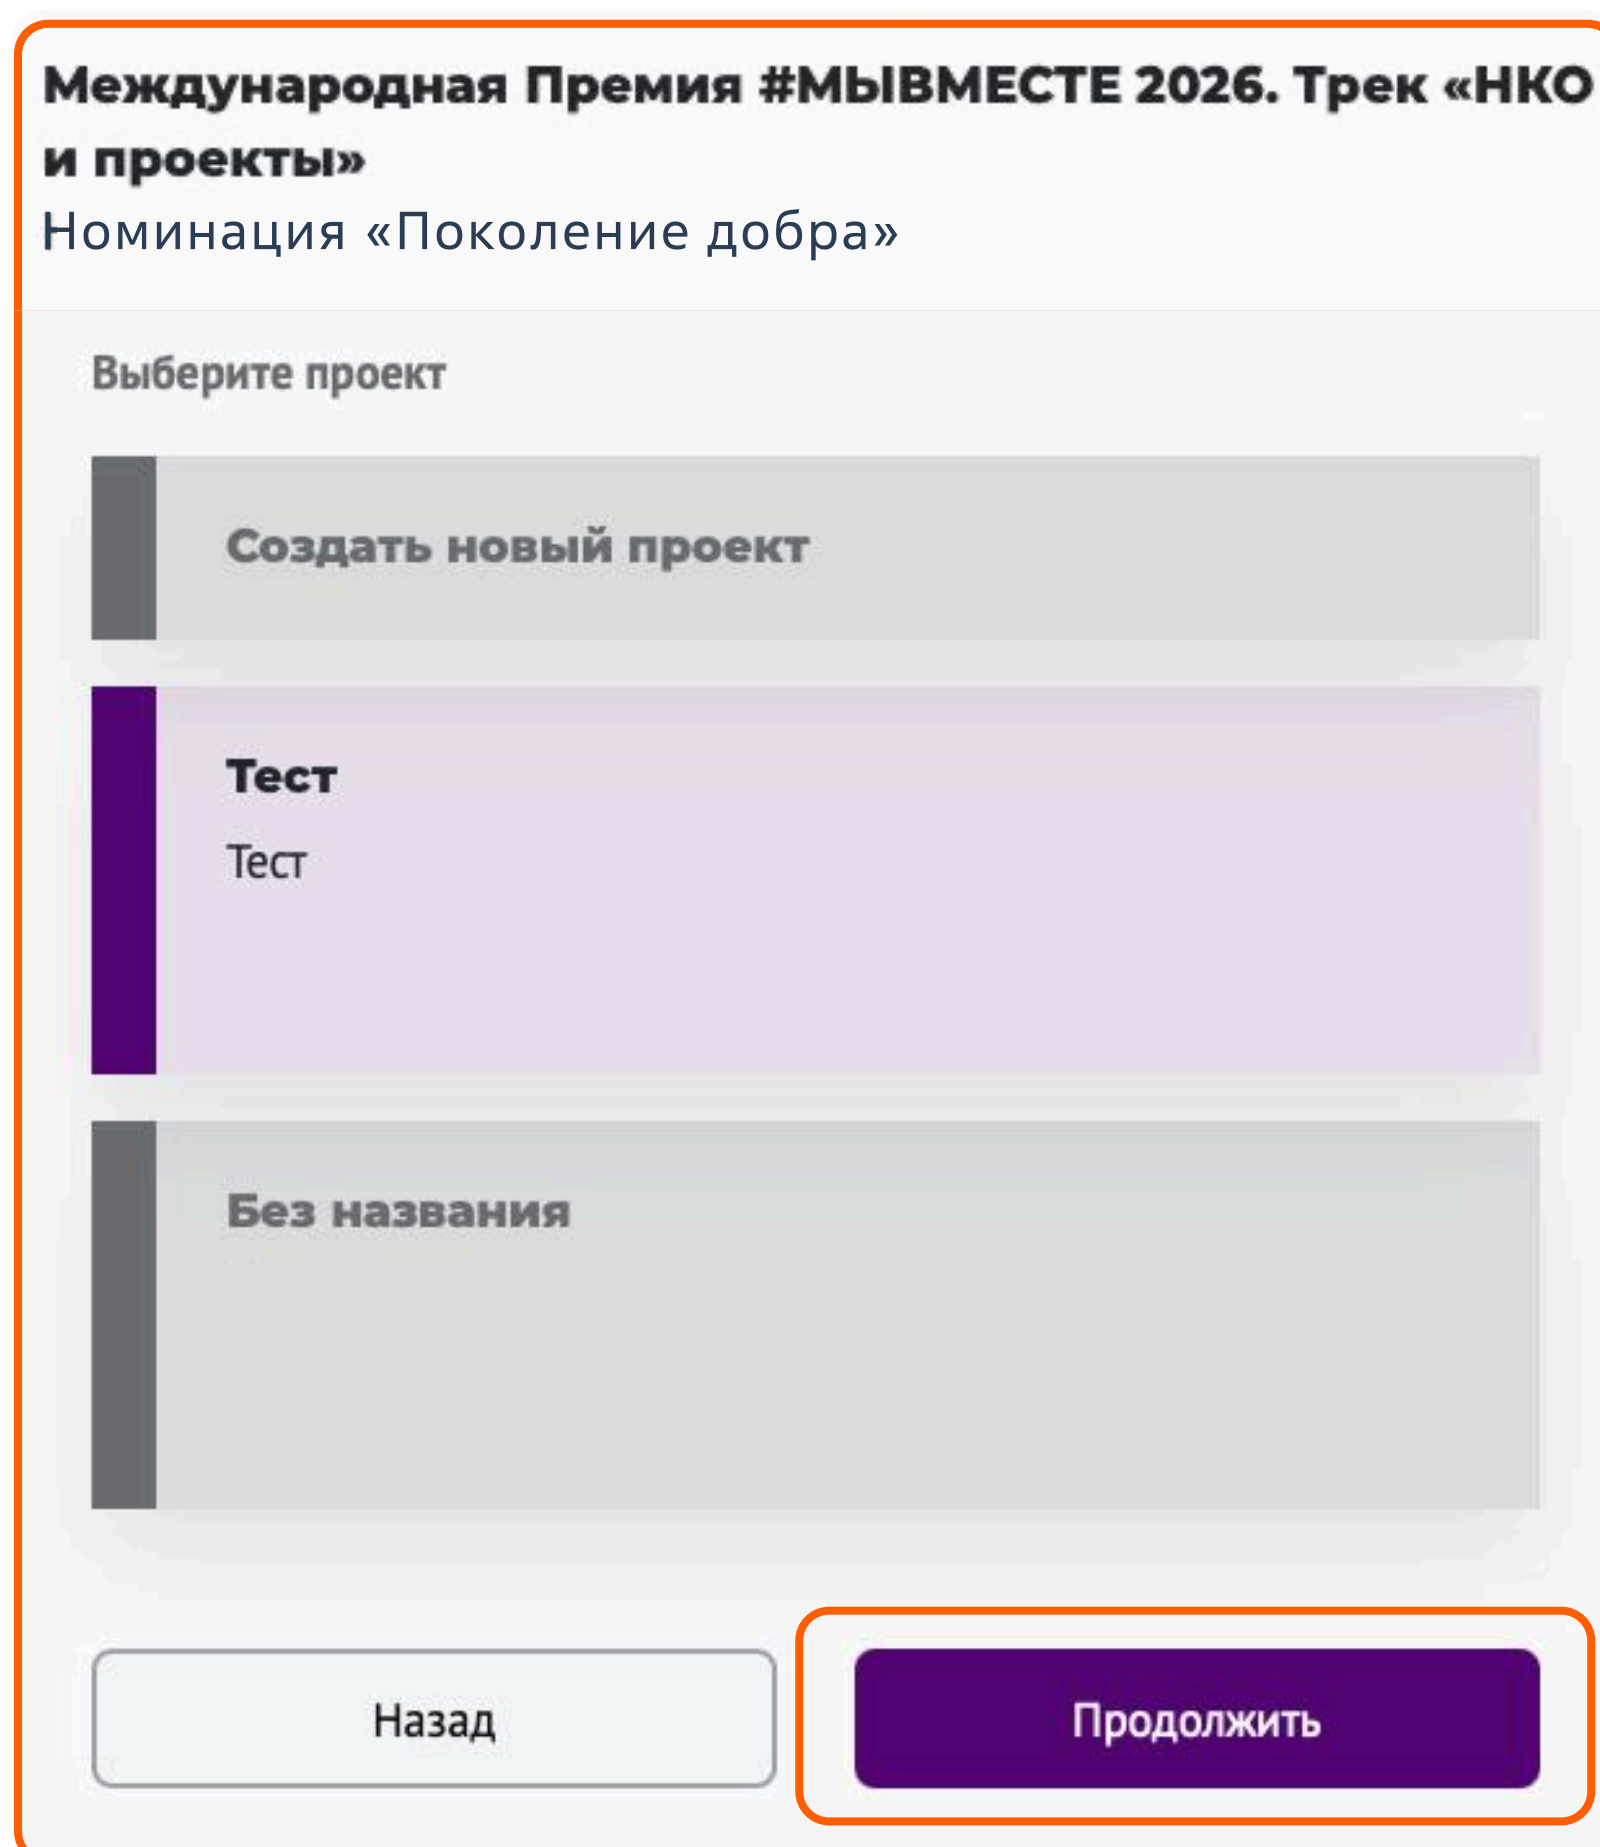 Международная Премия #МЫВМЕСТЕ 2026. Трек «НКО
и проекты»
Номинация «Поколение добра»
Выберите проект
Создать новый проект
Тест
Тест
Без названия
Назад
Продолжить